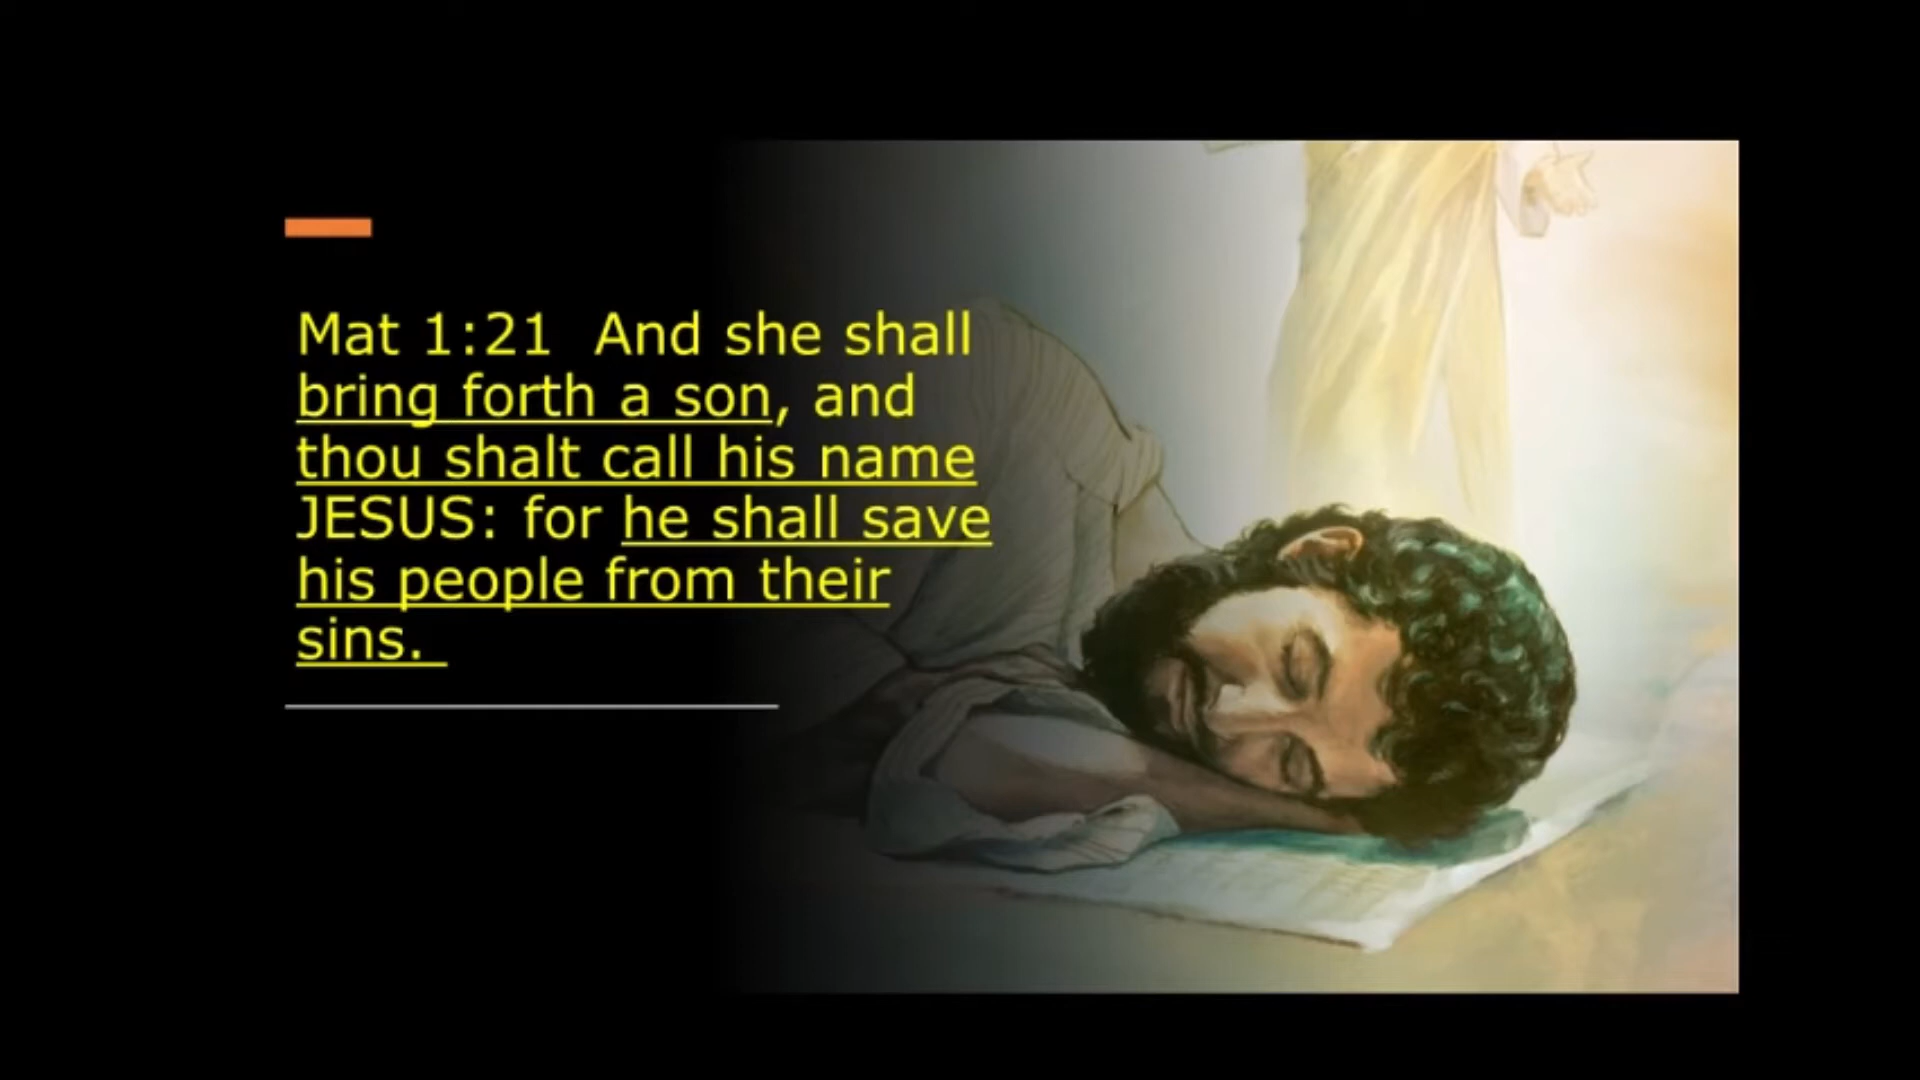 Mat 1:21  And she shall
bring forth a son, and
thou shalt call his name
JESUS: for he shall save
his people from their
sins.